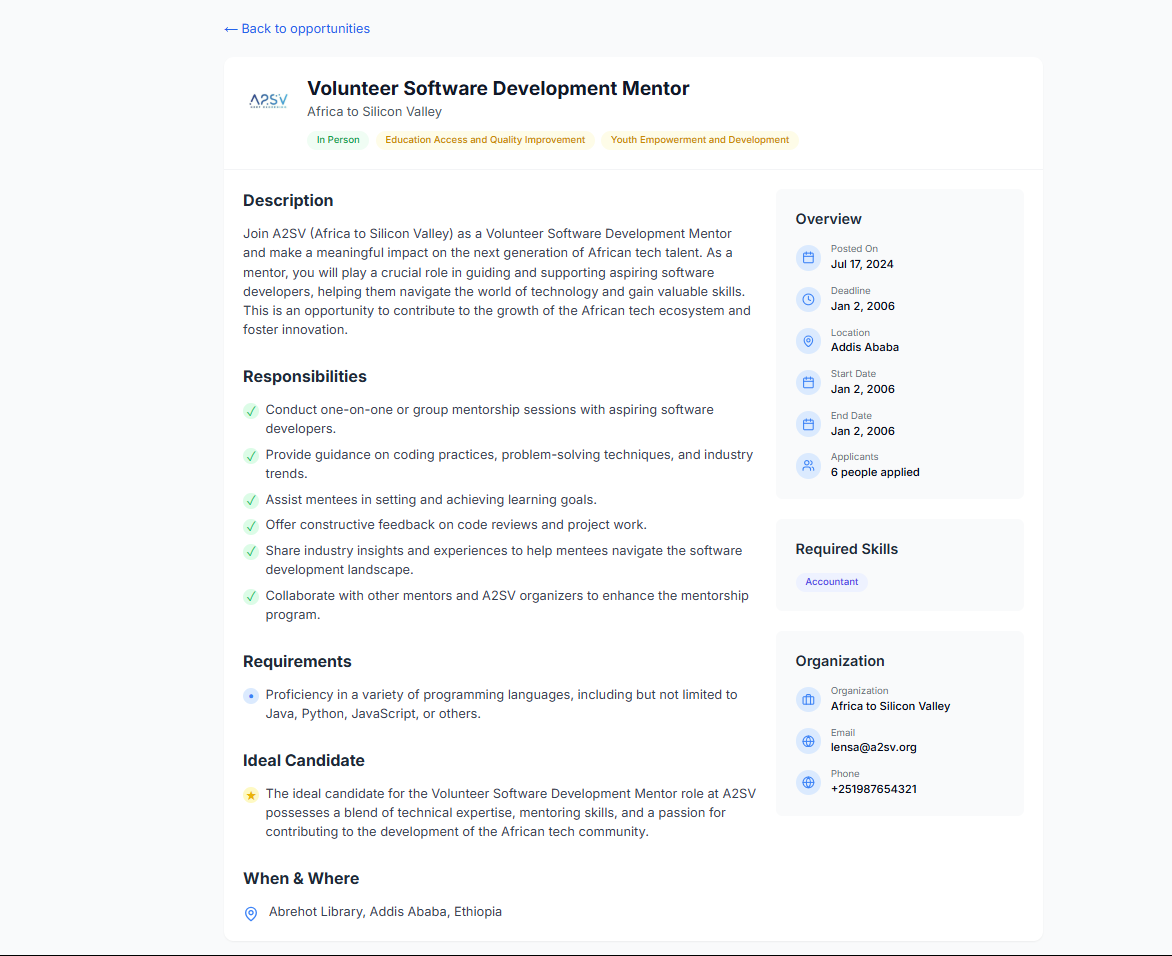 ← Back to opportunities
A2SV
Volunteer Software Development Mentor
Africa to Silicon Valley
In Person
Education Access and Quality Improvement
Youth Empowerment and Development
Description
Join A2SV (Africa to Silicon Valley) as a Volunteer Software Development Mentor
and make a meaningful impact on the next generation of African tech talent. As a
mentor, you will play a crucial role in guiding and supporting aspiring software
developers, helping them navigate the world of technology and gain valuable skills.
This is an opportunity to contribute to the growth of the African tech ecosystem and
foster innovation.
Responsibilities
Conduct one-on-one or group mentorship sessions with aspiring software
developers.
Provide guidance on coding practices, problem-solving techniques, and industry
trends.
Assist mentees in setting and achieving learning goals.
Offer constructive feedback on code reviews and project work.
Share industry insights and experiences to help mentees navigate the software
development landscape.
Collaborate with other mentors and A2SV organizers to enhance the mentorship
program.
Requirements
Proficiency in a variety of programming languages, including but not limited to
Java, Python, JavaScript, or others.
Ideal Candidate
The ideal candidate for the Volunteer Software Development Mentor role at A2SV
possesses a blend of technical expertise, mentoring skills, and a passion for
contributing to the development of the African tech community.
When & Where
Abrehot Library, Addis Ababa, Ethiopia
Overview
Posted On
Jul 17, 2024
Deadline
Jan 2, 2006
Location
Addis Ababa
Start Date
Jan 2, 2006
End Date
Jan 2, 2006
Applicants
6 people applied
Required Skills
Accountant
Organization
Organization
Africa to Silicon Valley
Email
lensa@a2sv.org
Phone
+251987654321